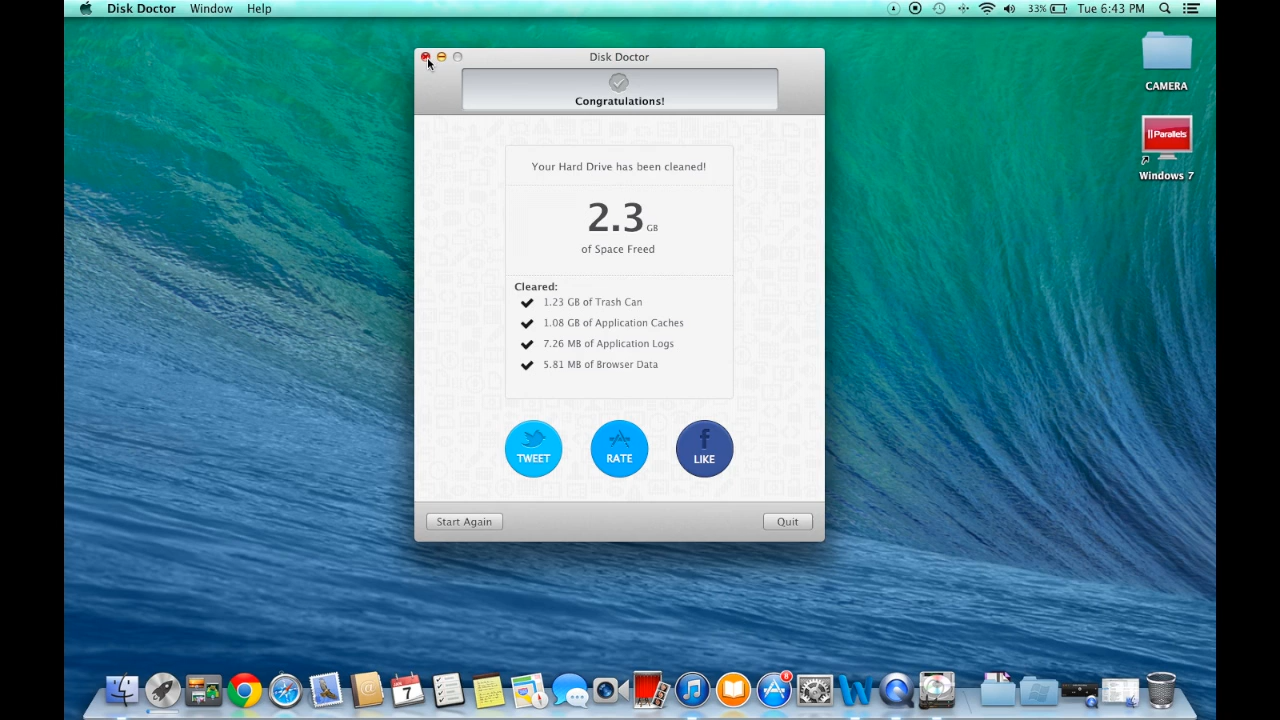 Disk Doctor Window Help 33% Tue 6:43 PM
Disk Doctor
Congratulations!
CAMERA
Your Hard Drive has been cleaned!
|| Parallels
Windows 7
2.3 GB
of Space Freed
Cleared:
1.23 GB of Trash Can
1.08 GB of Application Caches
7.26 MB of Application Logs
5.81 MB of Browser Data
TWEET RATE LIKE
Start Again Quit
7
8